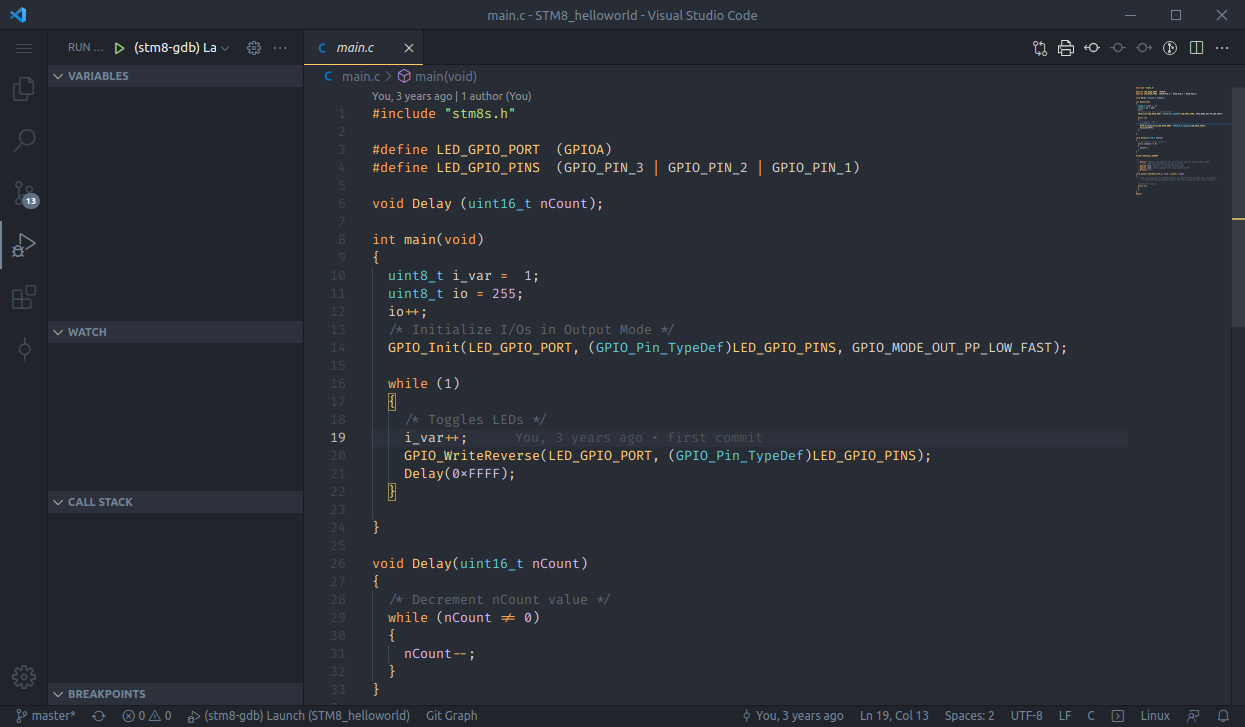 main.c - STM8_helloworld - Visual Studio Code
RUN ... (stm8-gdb) La
main.c
VARIABLES
main.c > main(void)
You, 3 years ago | 1 author (You)
1 #include "stm8s.h"
2
3 #define LED_GPIO_PORT (GPIOA)
4 #define LED_GPIO_PINS (GPIO_PIN_3 | GPIO_PIN_2 | GPIO_PIN_1)
5
6 void Delay (uint16_t nCount);
7
8 int main(void)
9 {
10 uint8_t i_var = 1;
11 uint8_t io = 255;
12 io++;
13 /* Initialize I/Os in Output Mode */
14 GPIO_Init(LED_GPIO_PORT, (GPIO_Pin_TypeDef)LED_GPIO_PINS, GPIO_MODE_OUT_PP_LOW_FAST);
15
16 while (1)
17 {
18 /* Toggles LEDs */
19 i_var++; You, 3 years ago • first commit
20 GPIO_WriteReverse(LED_GPIO_PORT, (GPIO_Pin_TypeDef)LED_GPIO_PINS);
21 Delay(0xFFFF);
22 }
23
24 }
25
26 void Delay(uint16_t nCount)
27 {
28 /* Decrement nCount value */
29 while (nCount != 0)
30 {
31 nCount--;
32 }
33 }
13
WATCH
CALL STACK
BREAKPOINTS
master* 0 0 (stm8-gdb) Launch (STM8_helloworld) Git Graph You, 3 years ago Ln 19, Col 13 Spaces: 2 UTF-8 LF C Linux